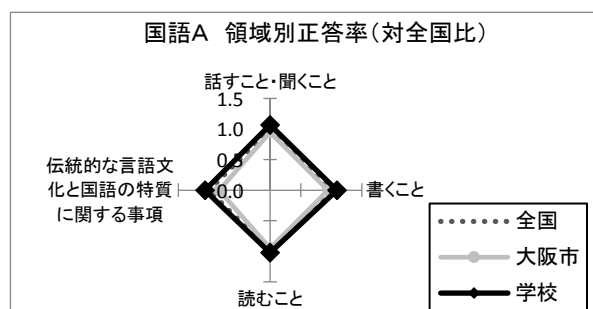 国語A　領域別正答率（対全国比）
話すこと・聞くこと
1.5
1.0
0.5
0.0
伝統的な言語文
化と国語の特質
に関する事項
書くこと
読むこと
全国
大阪市
学校